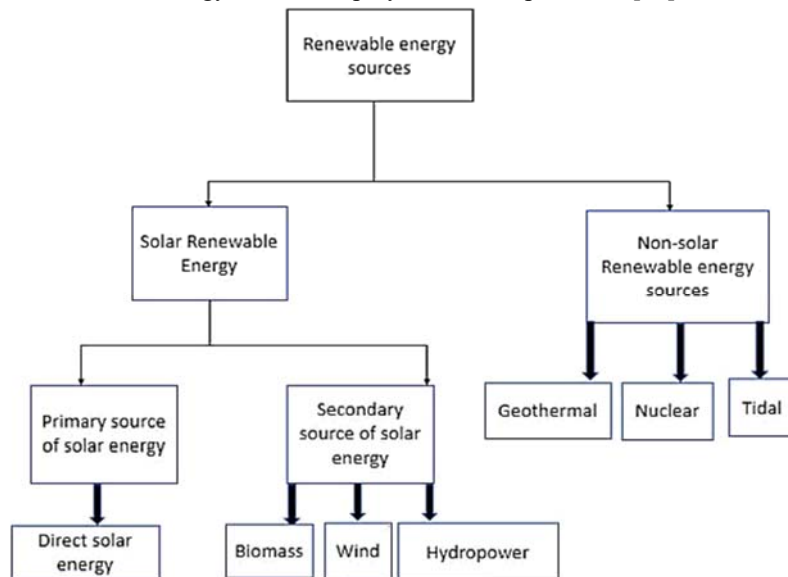 Renewable energy
sources
Solar Renewable
Energy
Non-solar
Renewable energy
sources
Primary source
of solar energy
Secondary
source of solar
energy
Geothermal
Nuclear
Tidal
Direct solar
energy
Biomass
Wind
Hydropower